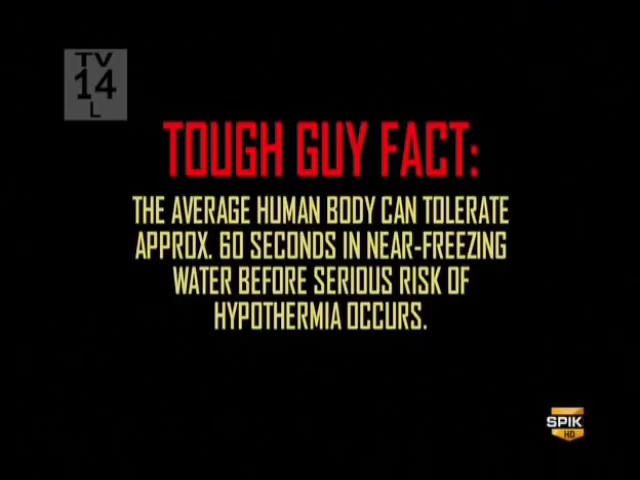 TV
14
L
TOUGH GUY FACT:
THE AVERAGE HUMAN BODY CAN TOLERATE
APPROX. 60 SECONDS IN NEAR-FREEZING
WATER BEFORE SERIOUS RISK OF
HYPOTHERMIA OCCURS.
SPIK
HD